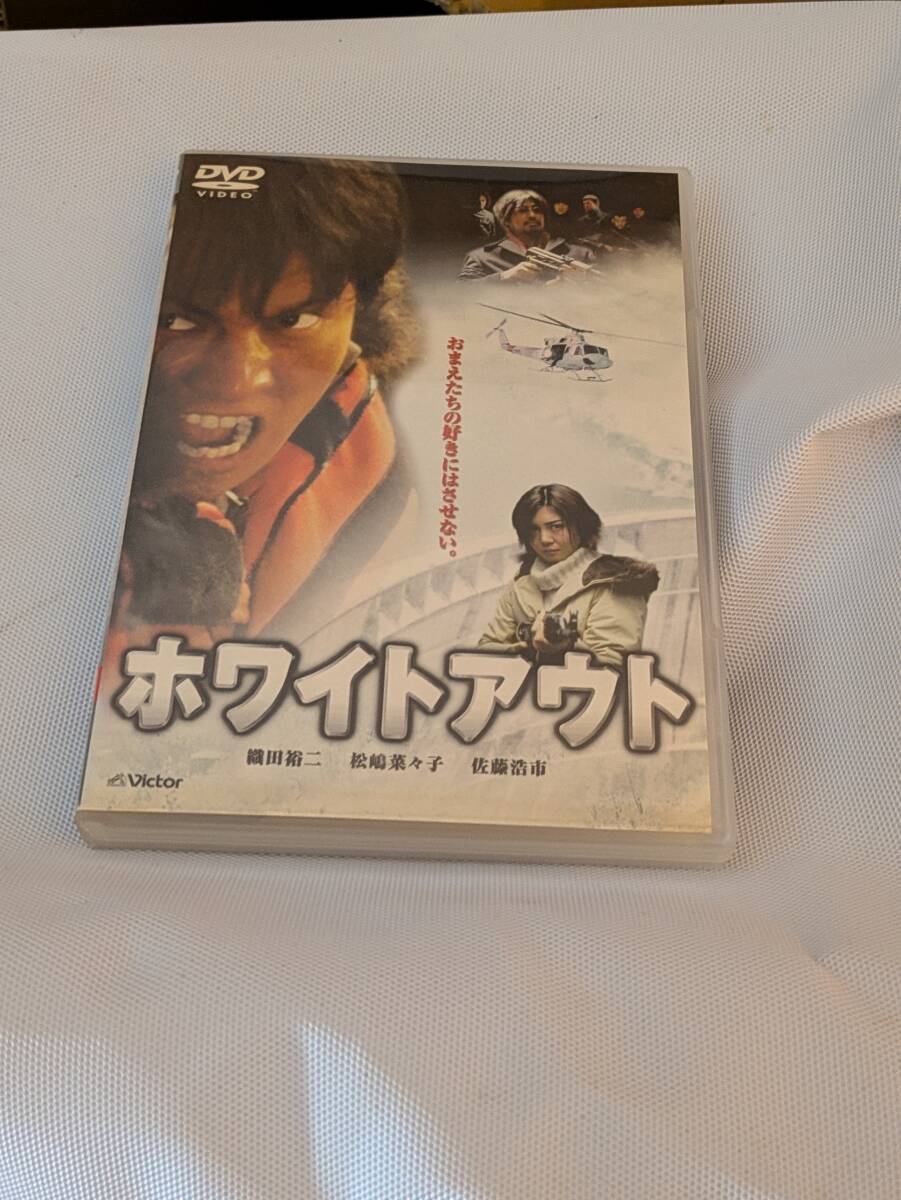 DVD
VIDEO
おまえたちの好きにはさせない。
ホワイトアウト
織田裕二 松嶋菜々子 佐藤浩市
Victor